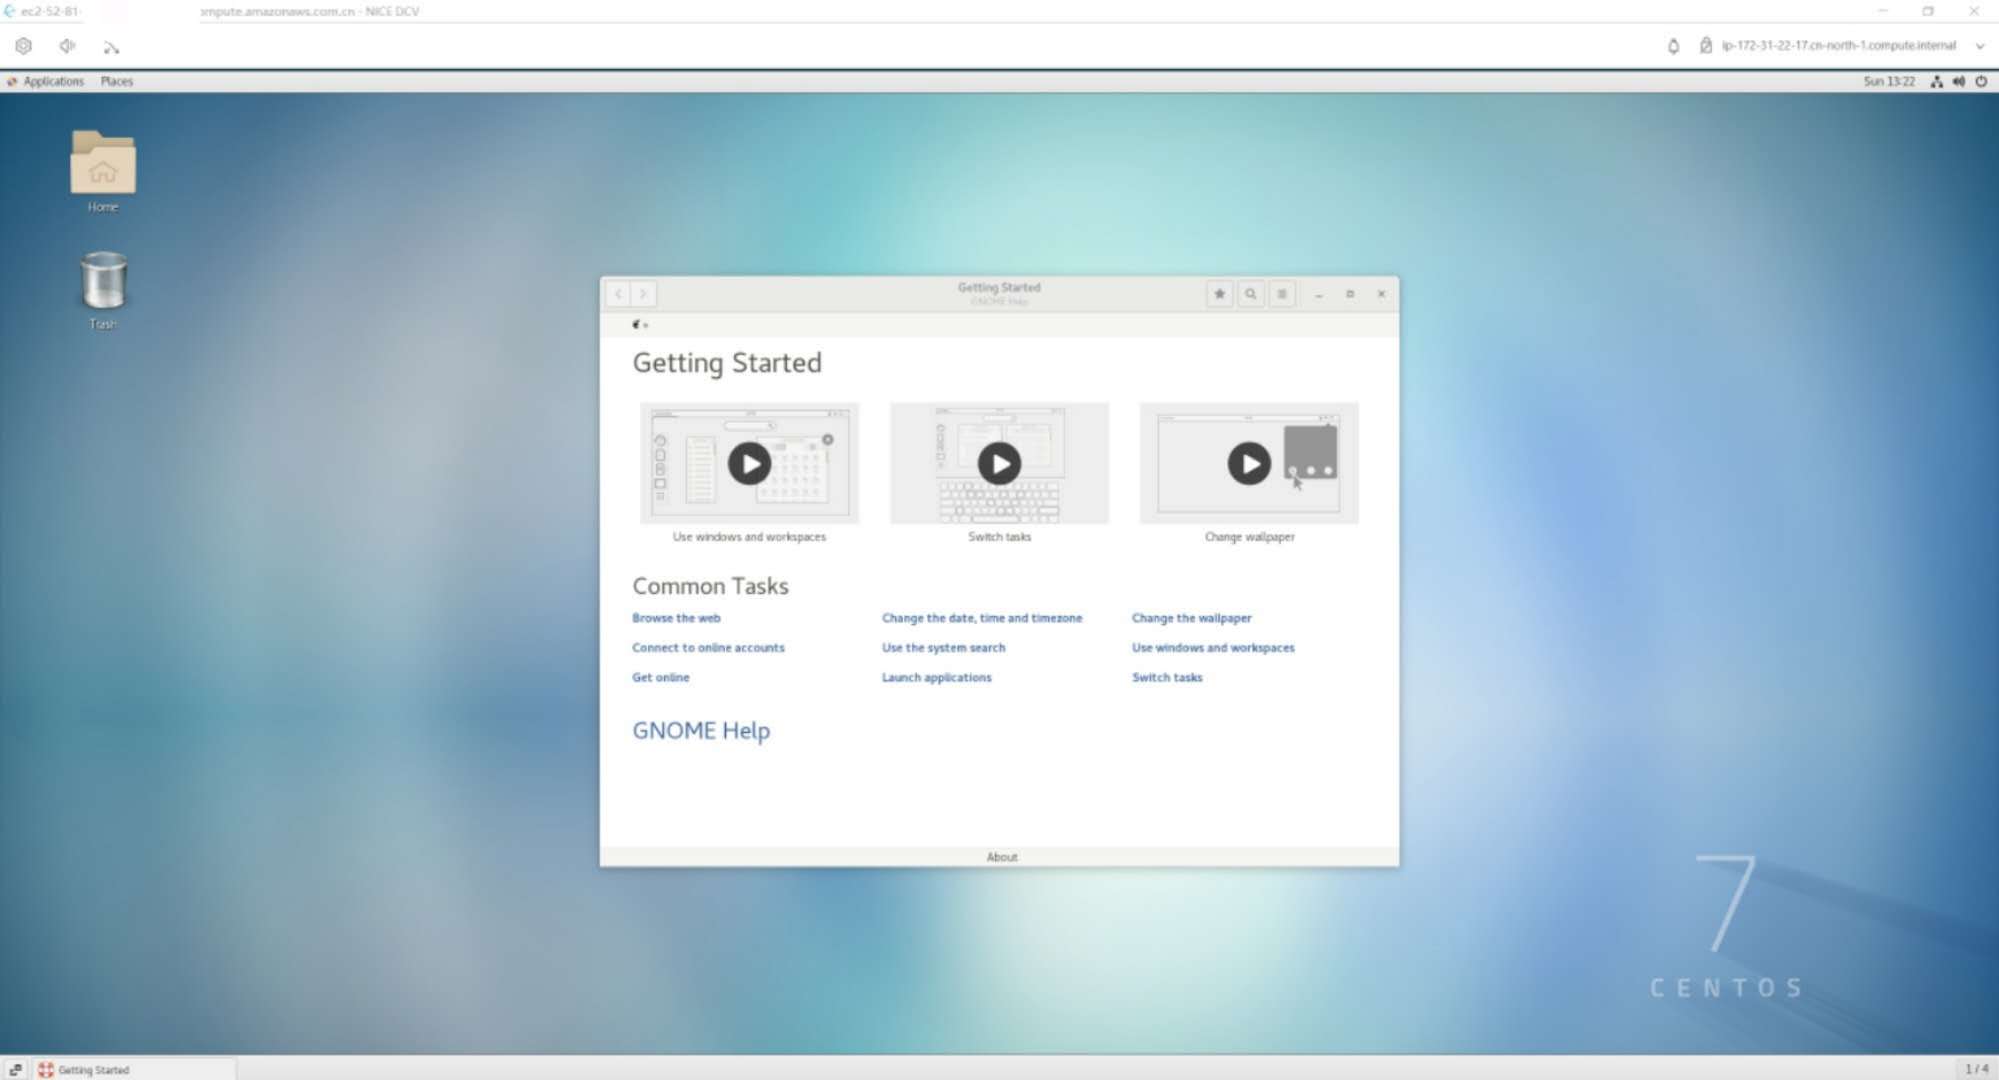 ec2-52-81-
ompute.amazonaws.com.cn - NICE DCV
ip-172-31-22-17.cn-north-1.compute.internal
Applications Places
Sun 13:22
Home
Trash
Getting Started
GNOME Help
Getting Started
Use windows and workspaces
Switch tasks
Change wallpaper
Common Tasks
Browse the web
Change the date, time and timezone
Change the wallpaper
Connect to online accounts
Use the system search
Use windows and workspaces
Get online
Launch applications
Switch tasks
GNOME Help
About
7
CENTOS
Getting Started
1 / 4